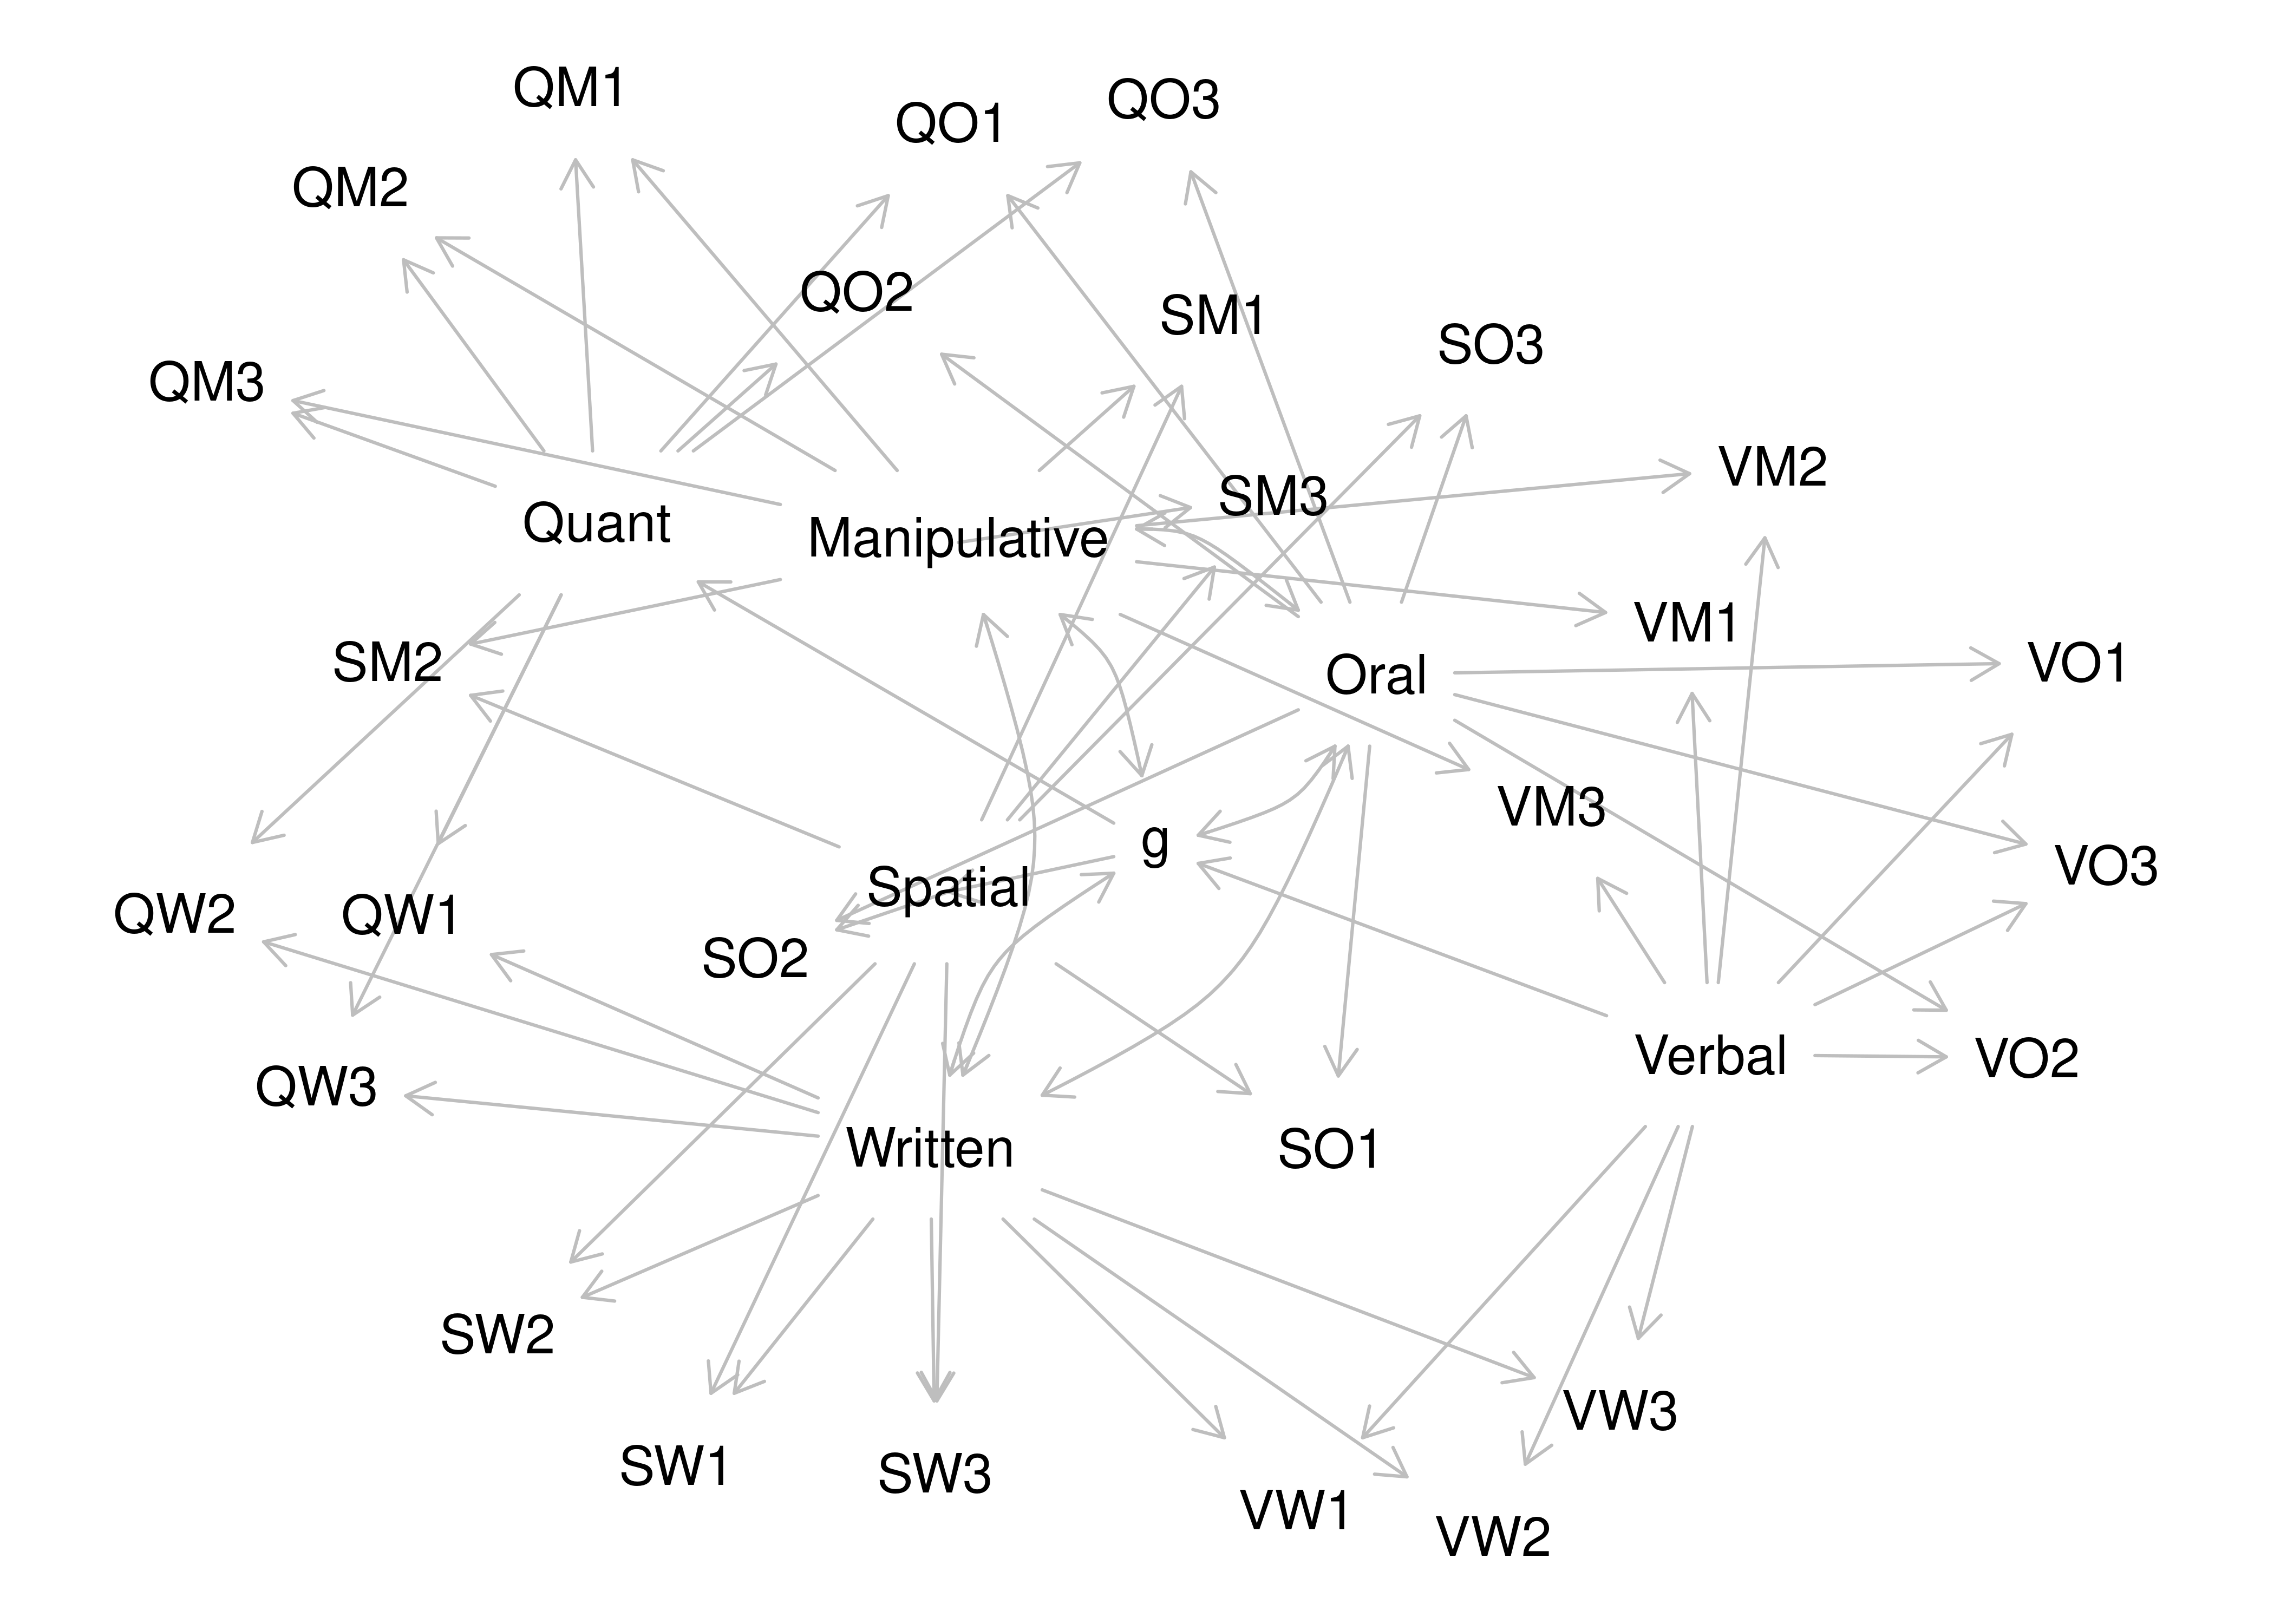 QM1
QO3
QO1
QM2
QO2
SM1
SO3
QM3
VM2
SM3
Quant
Manipulative
VM1
SM2
VO1
Oral
VM3
g
VO3
Spatial
QW2
QW1
SO2
Verbal
VO2
QW3
Written
SO1
SW2
VW3
SW1
SW3
VW1
VW2